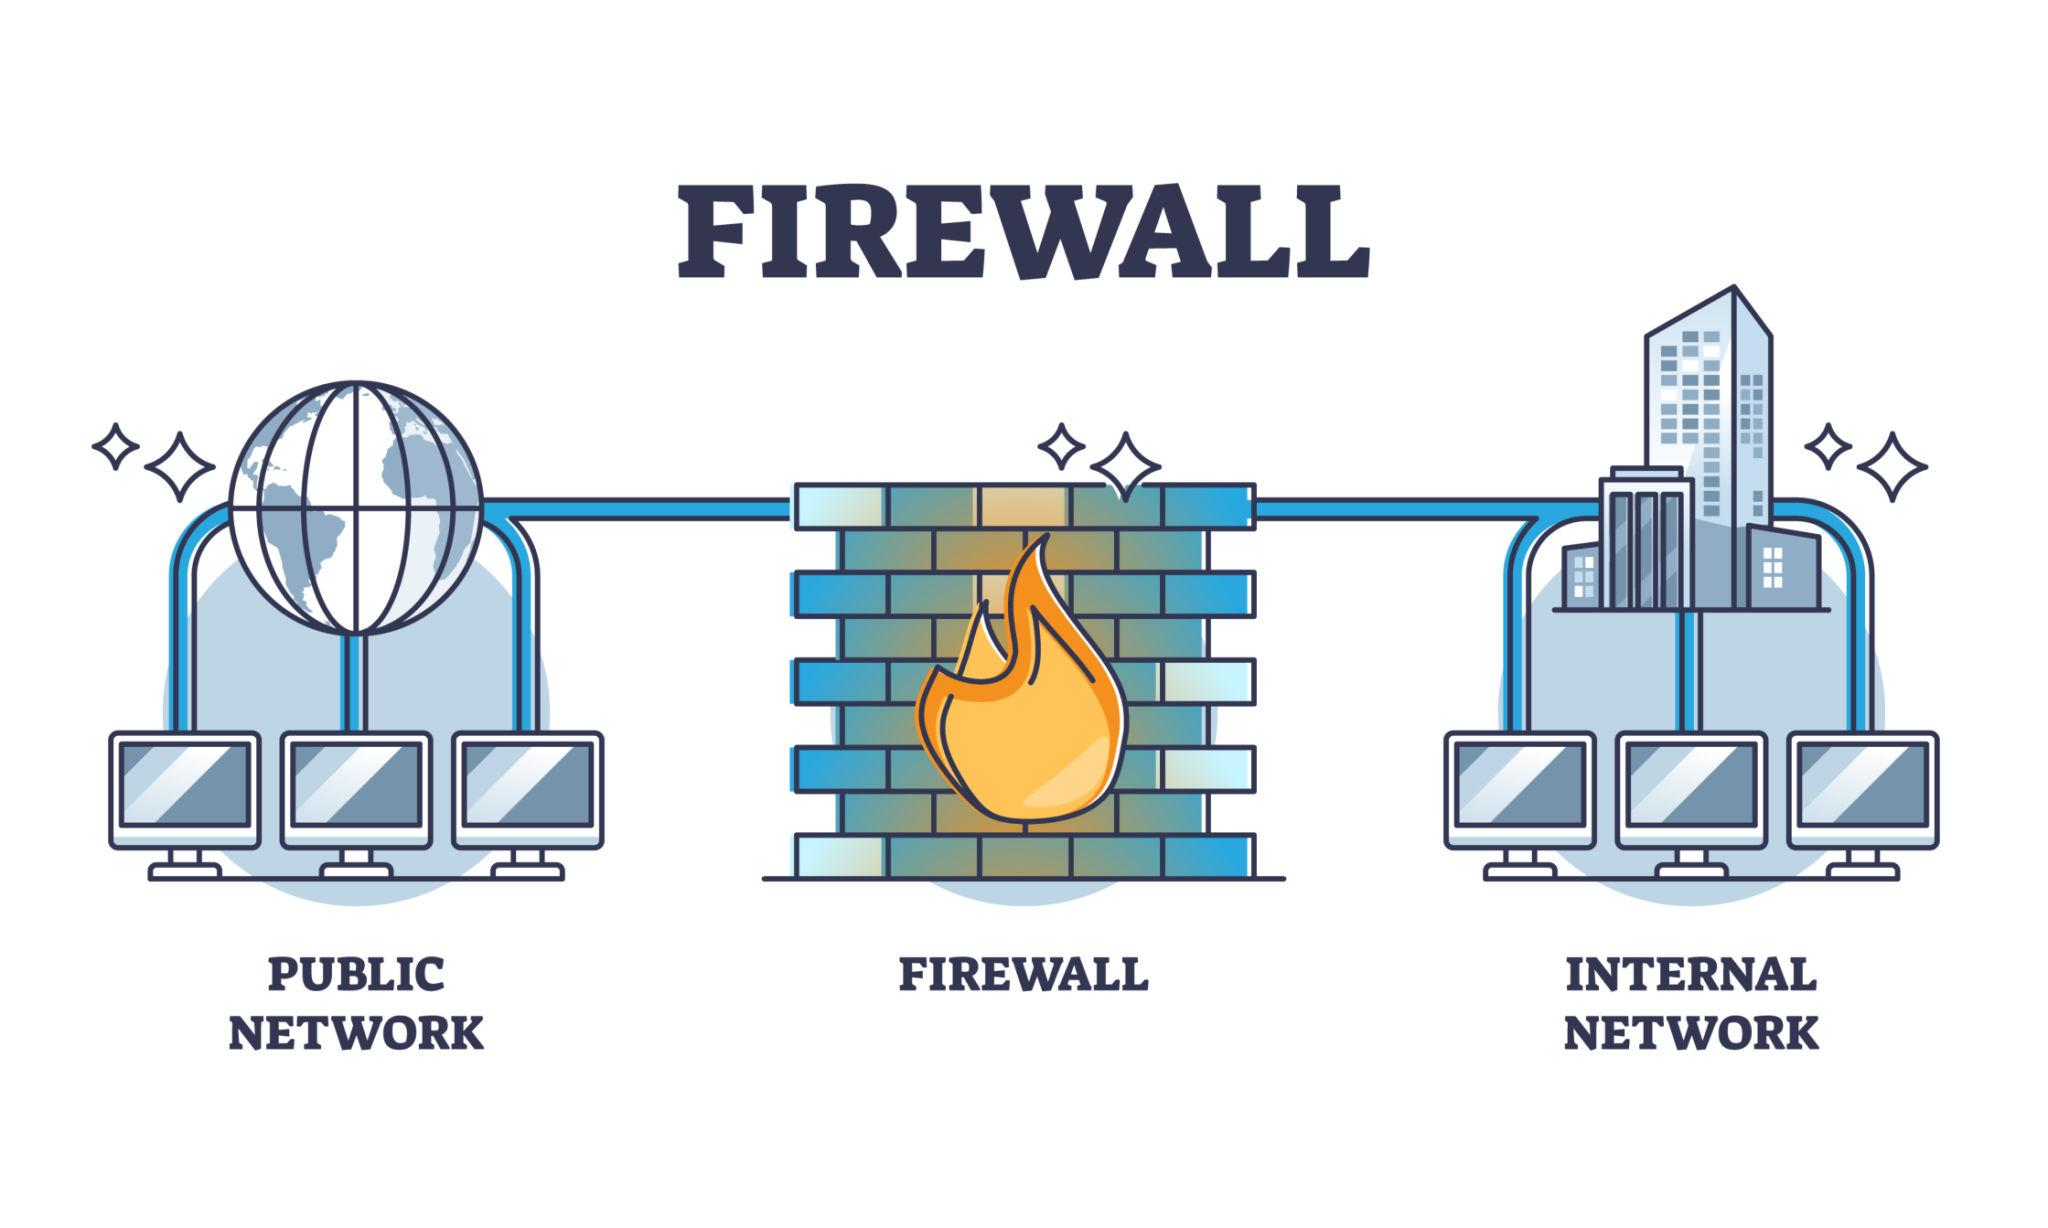 FIREWALL
PUBLIC
NETWORK
FIREWALL
INTERNAL
NETWORK